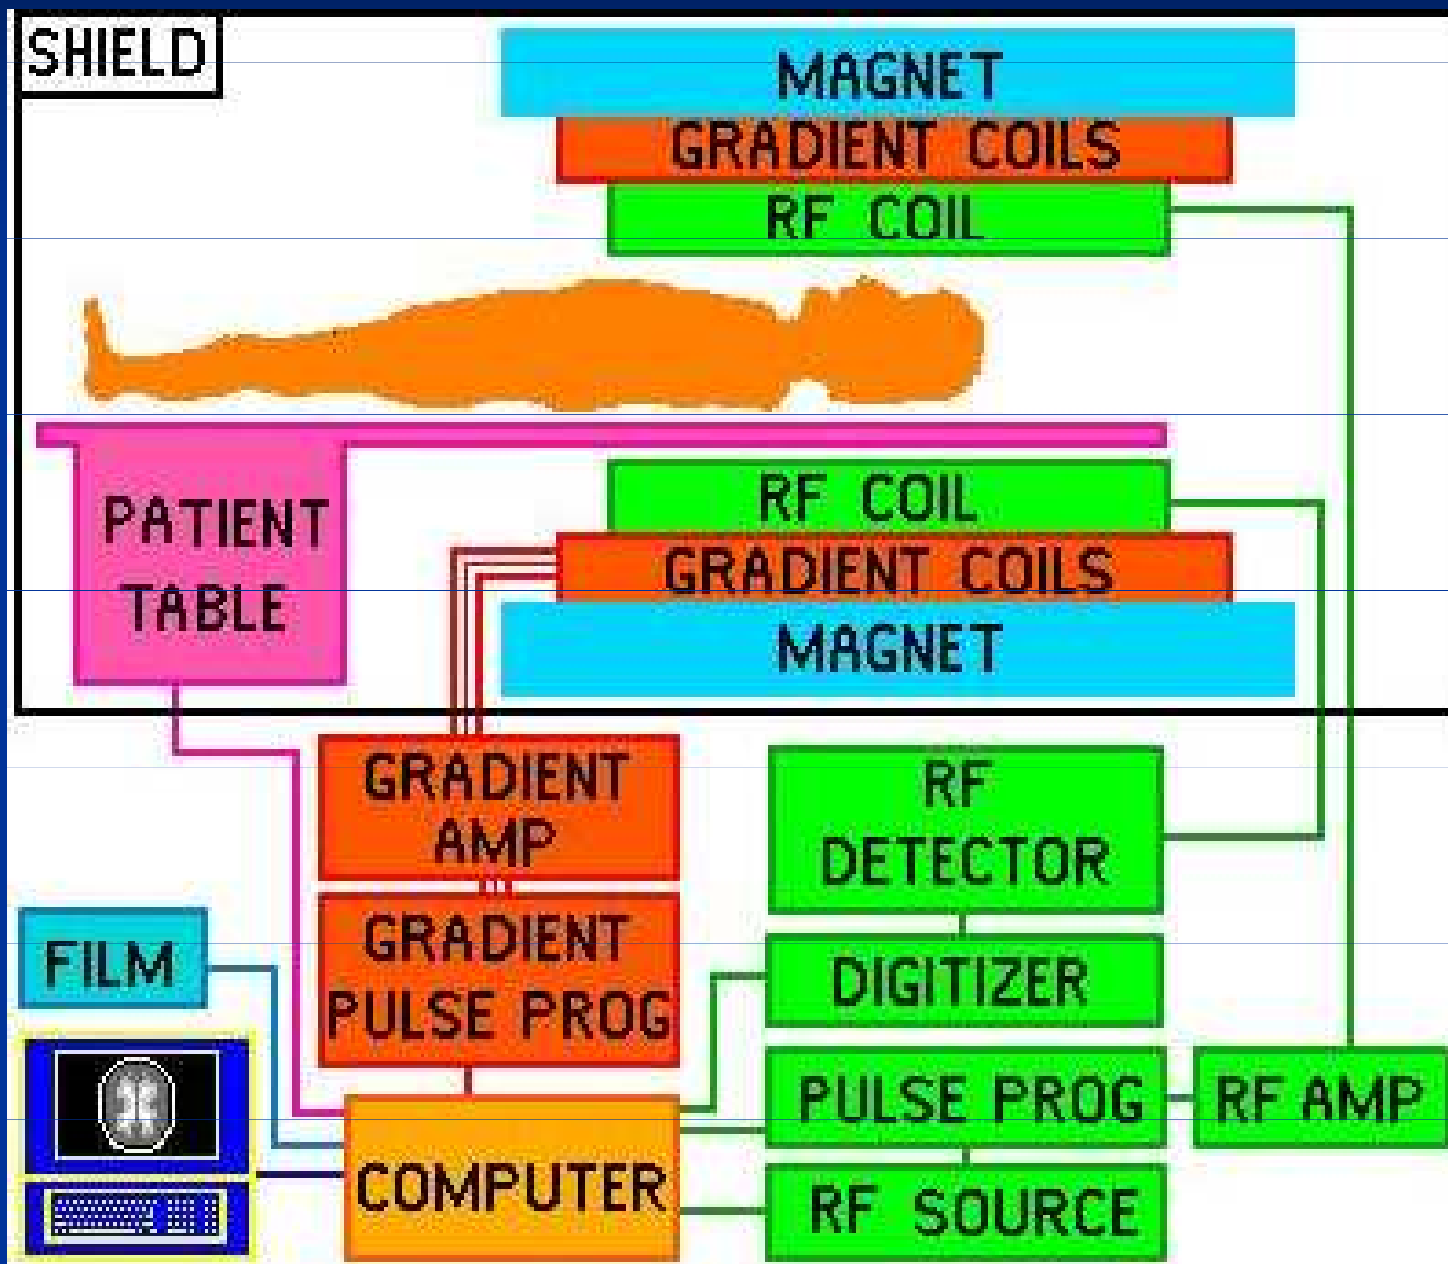 SHIELD
MAGNET
GRADIENT COILS
RF COIL
PATIENT
TABLE
RF COIL
GRADIENT COILS
MAGNET
GRADIENT
AMP
RF
DETECTOR
GRADIENT
PULSE PROG
FILM
DIGITIZER
PULSE PROG
RF AMP
COMPUTER
RF SOURCE